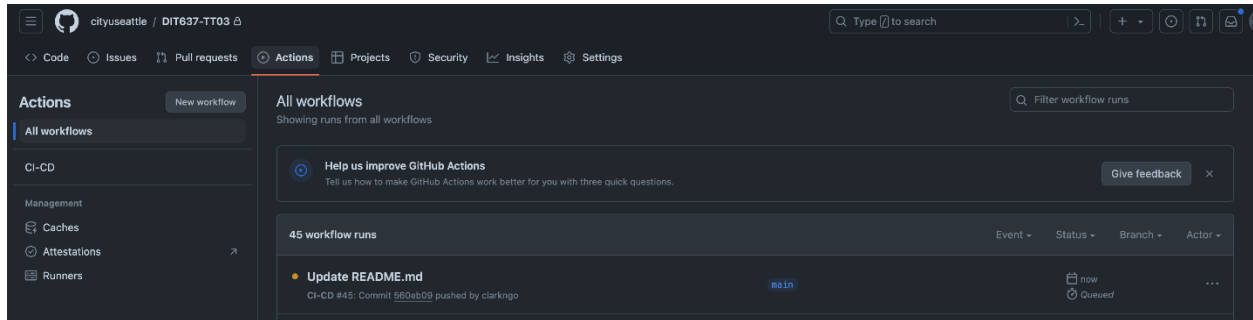 cityuseattle / DIT637-TT03
Type / to search
Code Issues Pull requests Actions Projects Security Insights Settings
Actions
New workflow
All workflows
CI-CD
Management
Caches
Attestations
Runners
All workflows
Showing runs from all workflows
Filter workflow runs
Help us improve GitHub Actions
Tell us how to make GitHub Actions work better for you with three quick questions.
Give feedback
45 workflow runs
Event Status Branch Actor
Update README.md
CI-CD #45: Commit 560eb09 pushed by clarkngo
main
now
Queued